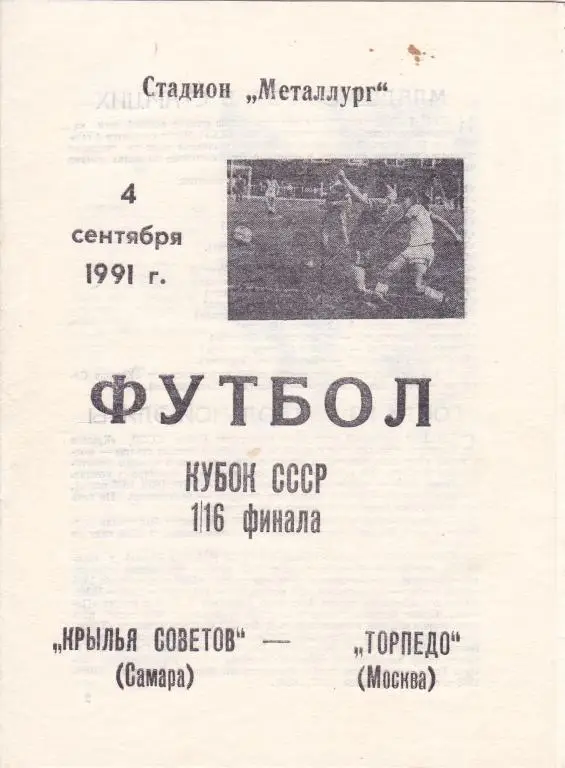 Стадион „Металлург“
4
сентября
1991 г.
ФУТБОЛ
КУБОК СССР
1/16 финала
„КРЫЛЬЯ СОВЕТОВ“ — „ТОРПЕДО“
(Самара) (Москва)